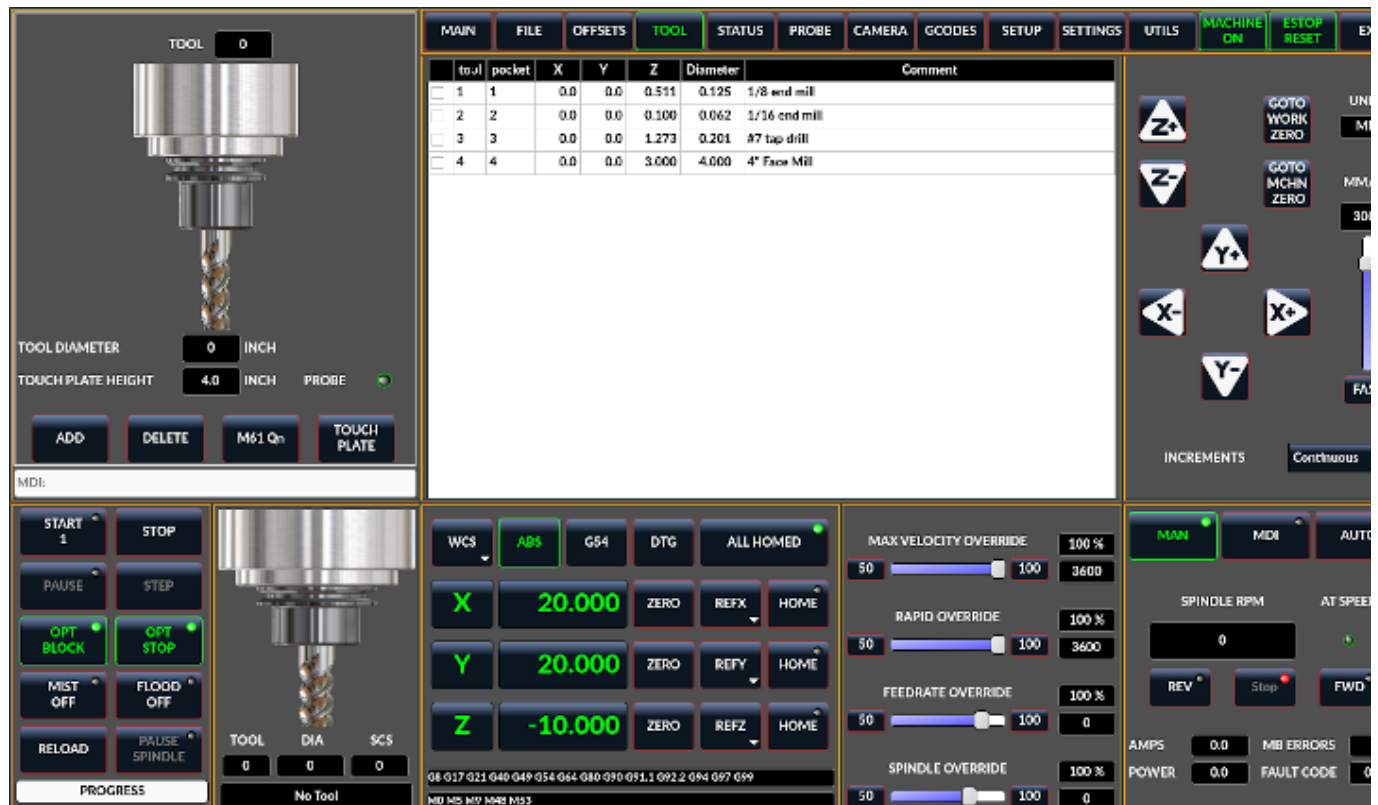 TOOL 0
MAIN FILE OFFSETS TOOL STATUS PROBE CAMERA GCODES SETUP SETTINGS UTILS MACHINE ON ESTOP RESET
tool pocket X Y Z Diameter Comment
1 1 0.0 0.0 0.511 0.125 1/8 end mill
2 2 0.0 0.0 0.100 0.062 1/16 end mill
3 3 0.0 0.0 1.273 0.201 #7 tap drill
4 4 0.0 0.0 3.000 4.000 4" Face Mill
TOOL DIAMETER 0 INCH
TOUCH PLATE HEIGHT 4.0 INCH PROBE
ADD DELETE M61 Qn TOUCH PLATE
MDI:
Z+
GOTO WORK ZERO
Z-
GOTO MCHN ZERO
Y+
X- X+
Y-
INCREMENTS Continuous
START 1 STOP
PAUSE STEP
OPT BLOCK OPT STOP
MIST OFF FLOOD OFF
RELOAD PAUSE SPINDLE
PROGRESS
TOOL DIA SCS
0 0 0
No Tool
WCS ABS G54 DTG ALL HOMED
X 20.000 ZERO REFX HOME
Y 20.000 ZERO REFY HOME
Z -10.000 ZERO REFZ HOME
G8 G17 G21 G40 G49 G54 G64 G80 G90 G91.1 G92.2 G94 G97 G99
M0 M5 M9 M48 M53
MAX VELOCITY OVERRIDE 100 %
50 100 3600
RAPID OVERRIDE 100 %
50 100 3600
FEEDRATE OVERRIDE 100 %
50 100 0
SPINDLE OVERRIDE 100 %
50 100 0
MAN MDI AUTO
SPINDLE RPM AT SPEED
0
REV Stop FWD
AMPS 0.0 MB ERRORS
POWER 0.0 FAULT CODE